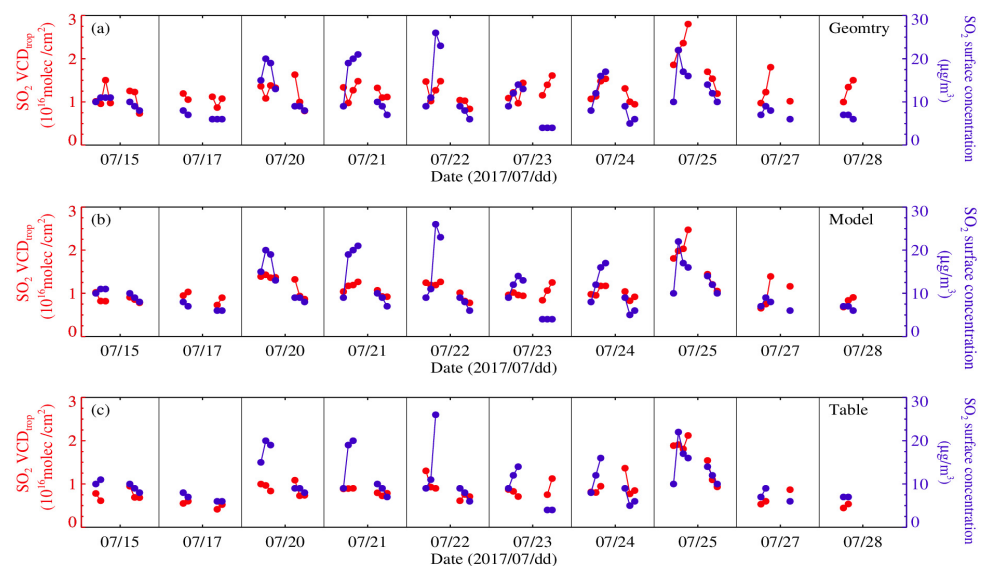 (a) Geomtry
SO2 VCDtrop
(10^16molec /cm^2)
3
2
1
0
30
20
10
0
SO2 surface concentration
(μg/m^3)
07/15 07/17 07/20 07/21 07/22 07/23 07/24 07/25 07/27 07/28
Date (2017/07/dd)
(b) Model
SO2 VCDtrop
(10^16molec /cm^2)
3
2
1
0
30
20
10
0
SO2 surface concentration
(μg/m^3)
07/15 07/17 07/20 07/21 07/22 07/23 07/24 07/25 07/27 07/28
Date (2017/07/dd)
(c) Table
SO2 VCDtrop
(10^16molec /cm^2)
3
2
1
0
30
20
10
0
SO2 surface concentration
(μg/m^3)
07/15 07/17 07/20 07/21 07/22 07/23 07/24 07/25 07/27 07/28
Date (2017/07/dd)